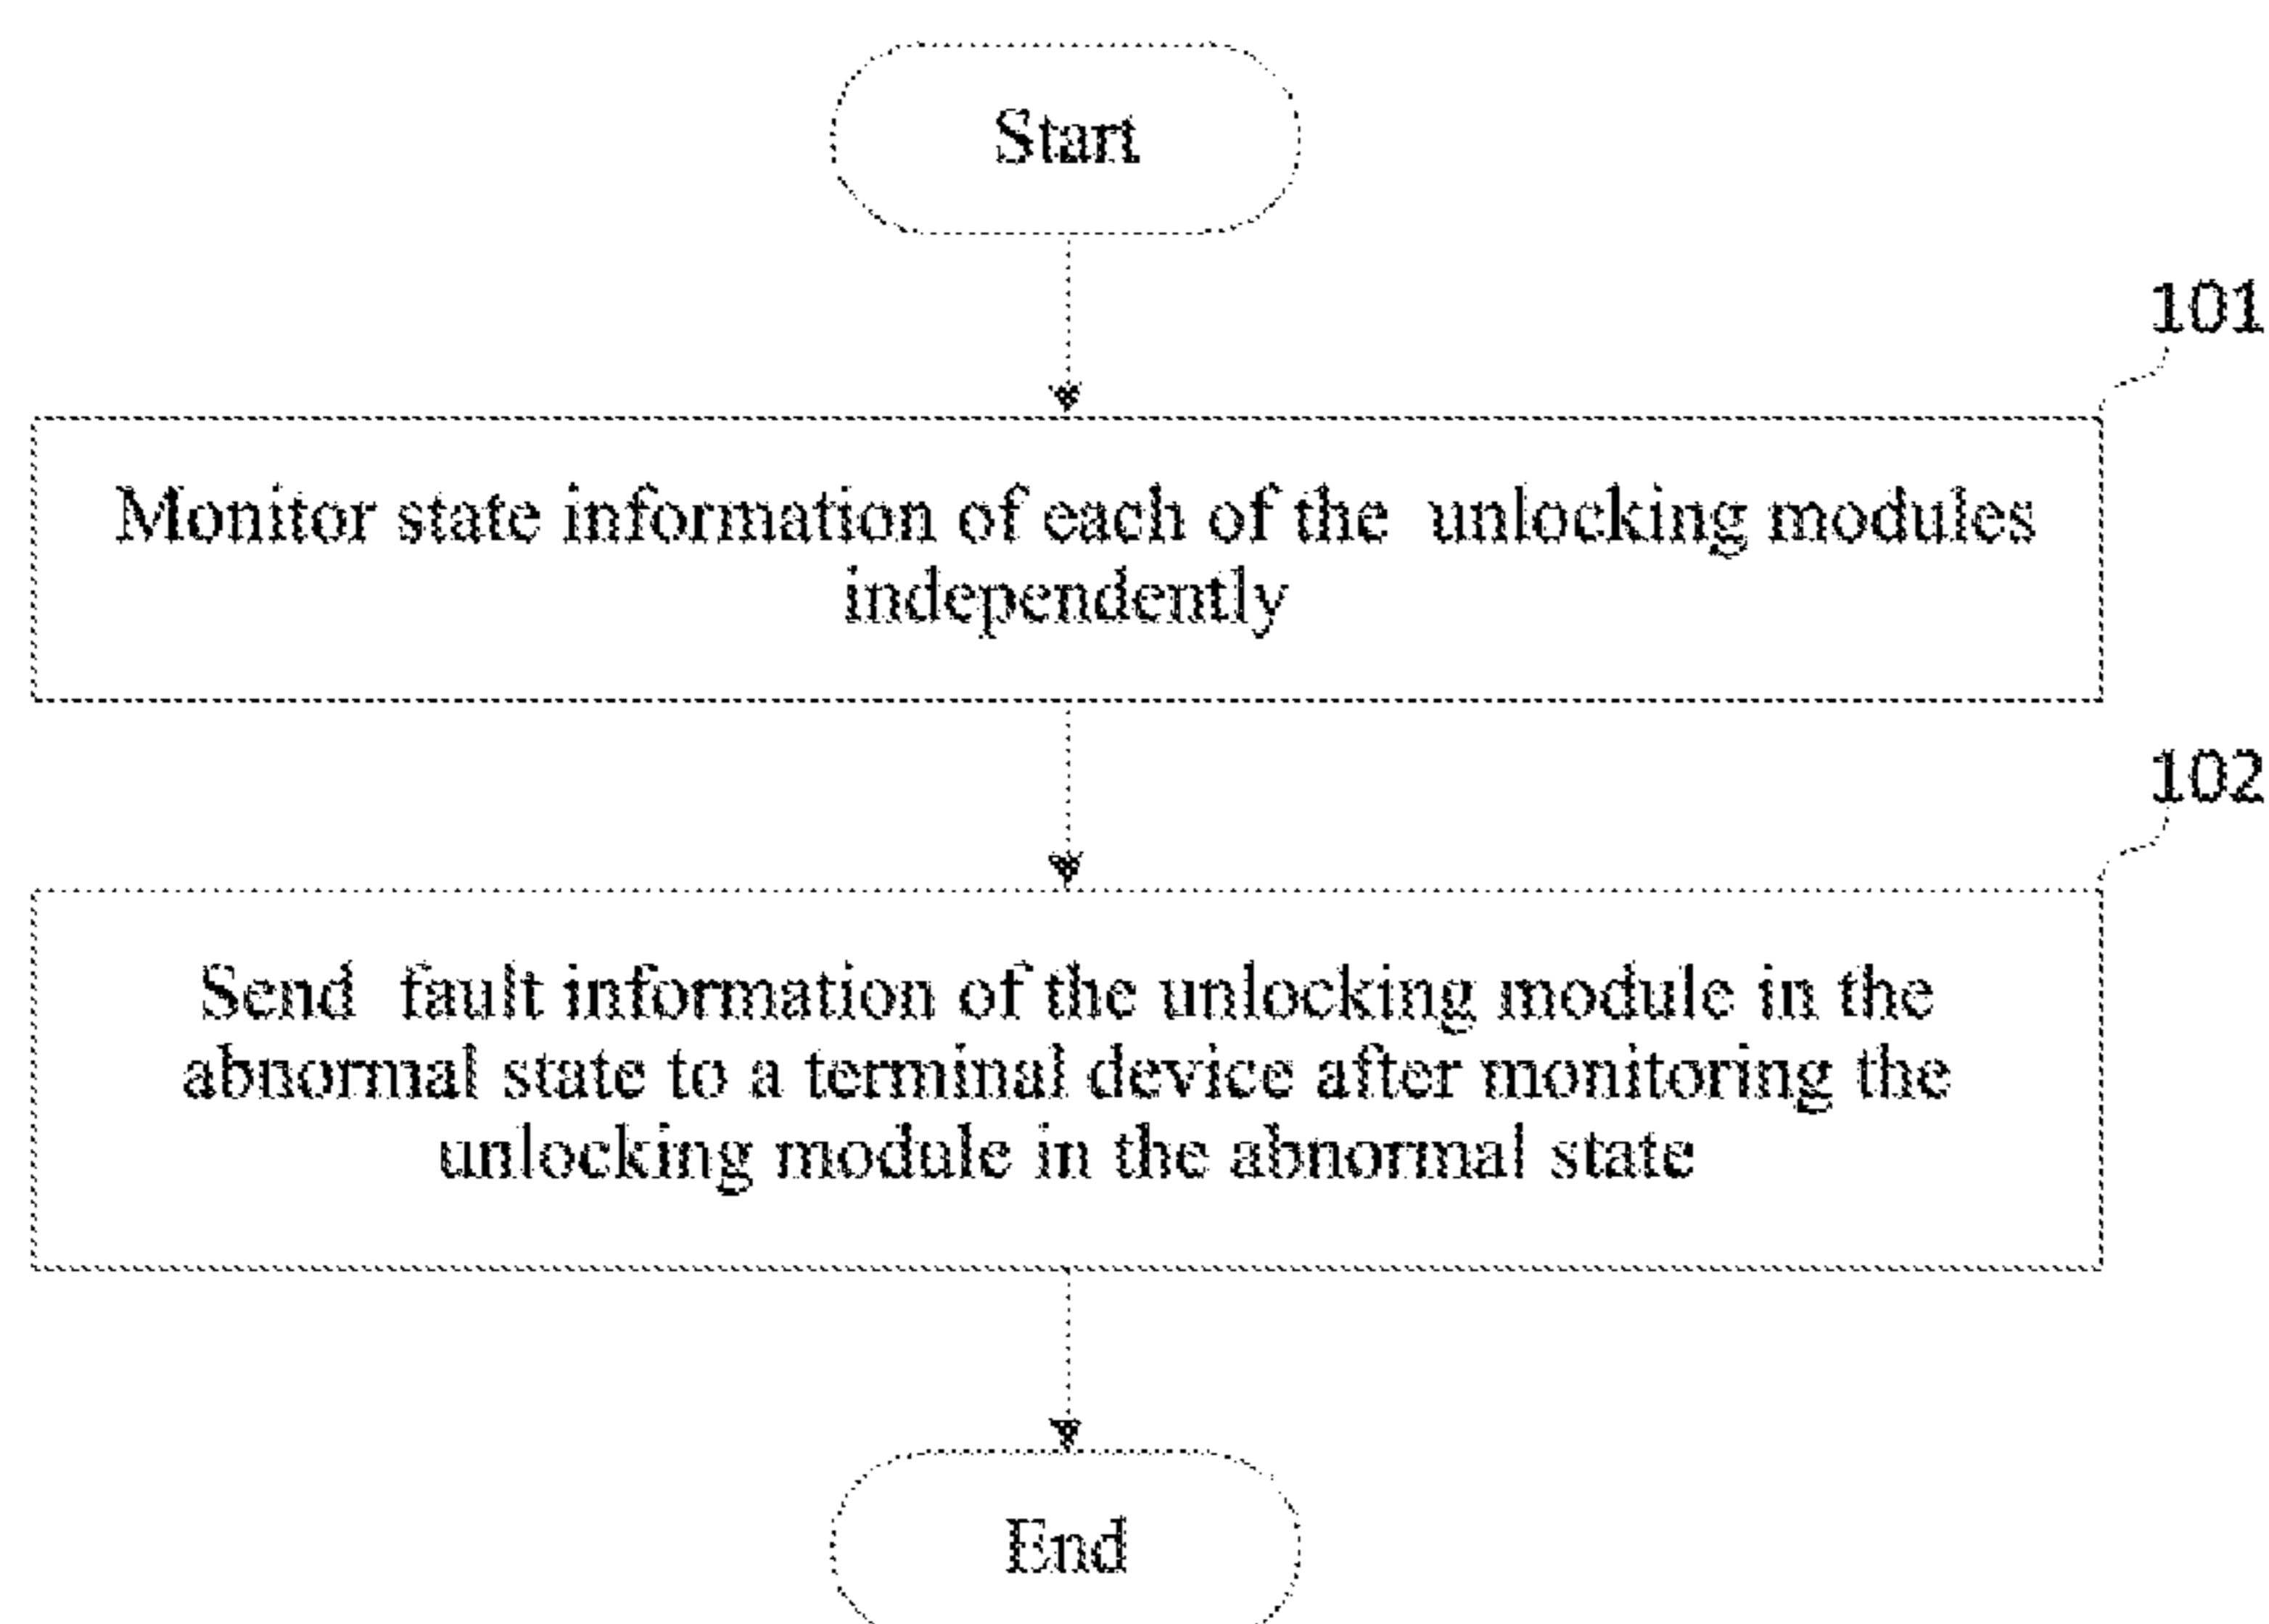 Start
101
Monitor state information of each of the unlocking modules
independently
102
Send fault information of the unlocking module in the
abnormal state to a terminal device after monitoring the
unlocking module in the abnormal state
End